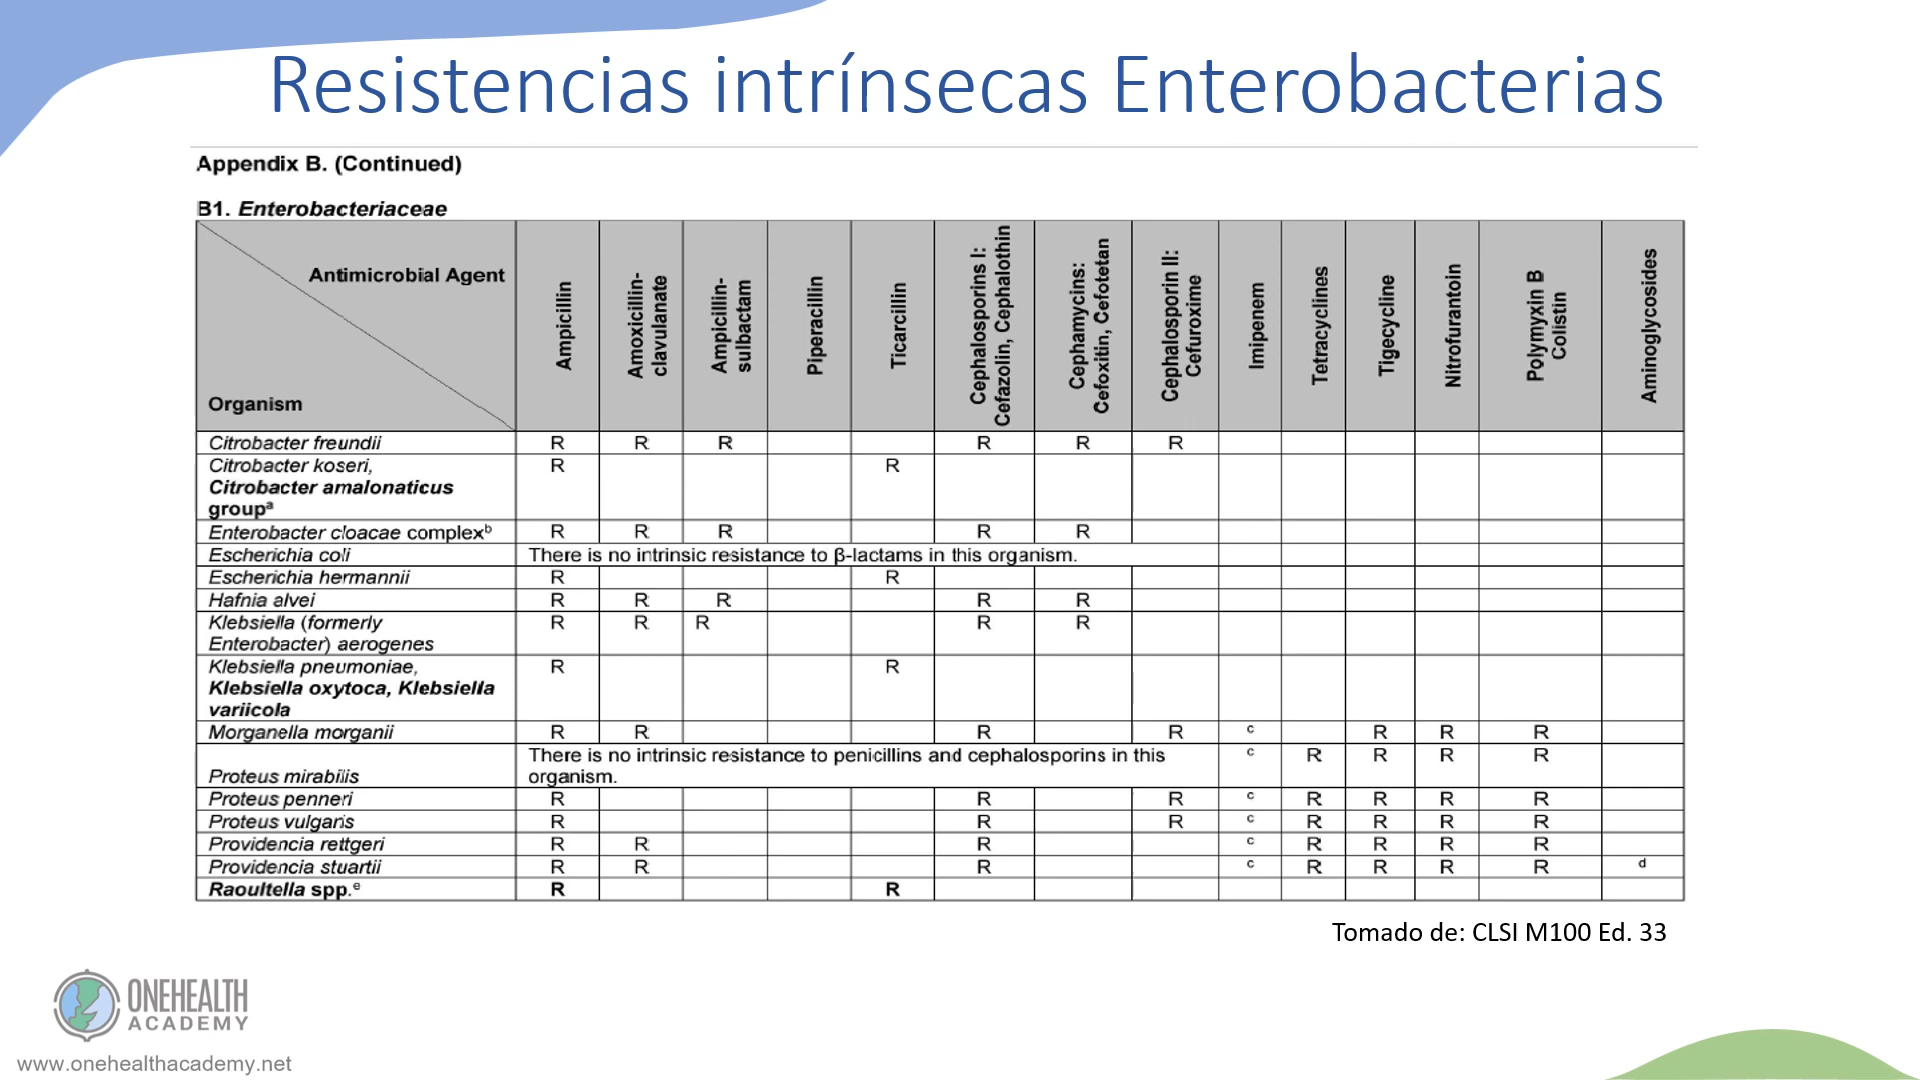 Resistencias intrínsecas Enterobacterias
Appendix B. (Continued)
B1. Enterobacteriaceae
Antimicrobial Agent
Organism
Ampicillin
Amoxicillin-
clavulanate
Ampicillin-
sulbactam
Piperacillin
Ticarcillin
Cephalosporins I:
Cefazolin, Cephalothin
Cephamycins:
Cefoxitin, Cefotetan
Cephalosporin II:
Cefuroxime
Imipenem
Tetracyclines
Tigecycline
Nitrofurantoin
Polymyxin B
Colistin
Aminoglycosides
Citrobacter freundii R R R R R R
Citrobacter koseri, R R
Citrobacter amalonaticus
groupᵃ
Enterobacter cloacae complexᵇ R R R R R
Escherichia coli There is no intrinsic resistance to β-lactams in this organism.
Escherichia hermannii R R
Hafnia alvei R R R R R
Klebsiella (formerly R R R R R
Enterobacter) aerogenes
Klebsiella pneumoniae, R R
Klebsiella oxytoca, Klebsiella
variicola
Morganella morganii R R R R c R R R
There is no intrinsic resistance to penicillins and cephalosporins in this c R R R R
Proteus mirabilis organism.
Proteus penneri R R R c R R R R
Proteus vulgaris R R R c R R R R
Providencia rettgeri R R R c R R R R
Providencia stuartii R R R c R R R R d
Raoultella spp.ᵉ R R
Tomado de: CLSI M100 Ed. 33
ONEHEALTH
ACADEMY
www.onehealthacademy.net